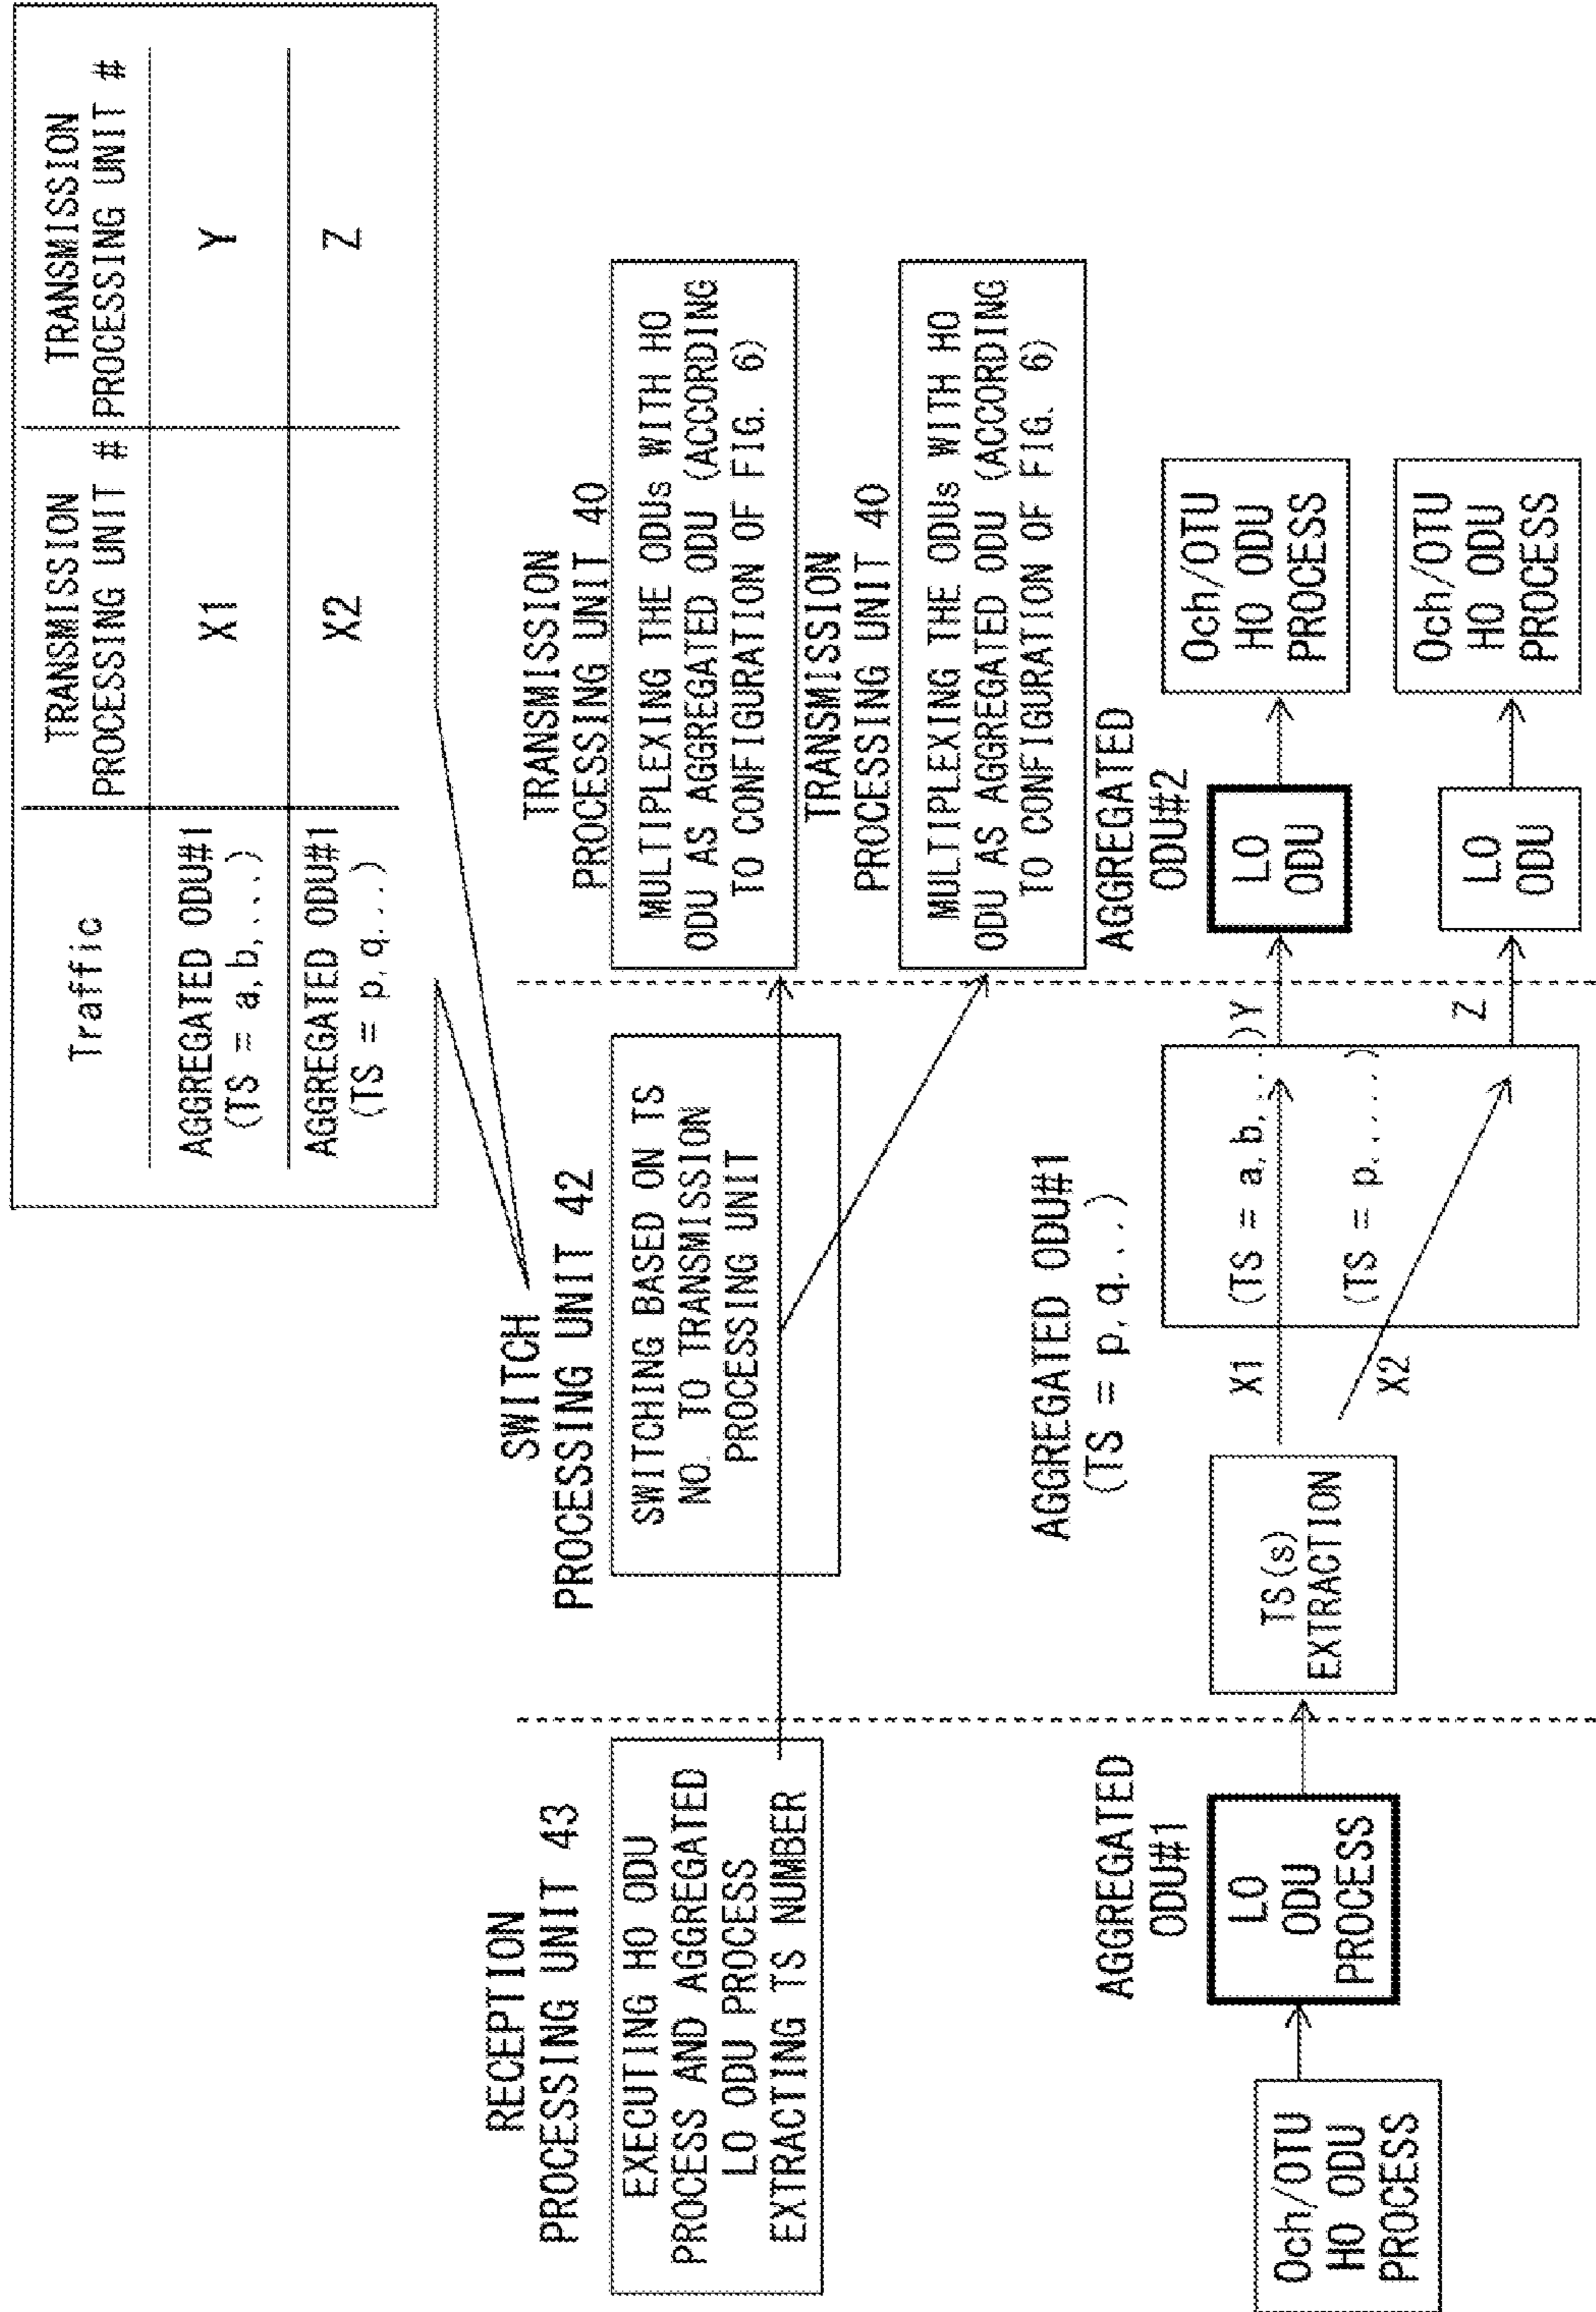 Traffic
TRANSMISSION
PROCESSING UNIT #
TRANSMISSION
PROCESSING UNIT #
AGGREGATED ODU#1
(TS = a, b, . . .)
X1
Y
AGGREGATED ODU#1
(TS = p, q. . .)
X2
Z
RECEPTION
PROCESSING UNIT 43
EXECUTING HO ODU
PROCESS AND AGGREGATED
LO ODU PROCESS
EXTRACTING TS NUMBER
SWITCH
PROCESSING UNIT 42
SWITCHING BASED ON TS
NO. TO TRANSMISSION
PROCESSING UNIT
TRANSMISSION
PROCESSING UNIT 40
MULTIPLEXING THE ODUs WITH HO
ODU AS AGGREGATED ODU (ACCORDING
TO CONFIGURATION OF FIG. 6)
TRANSMISSION
PROCESSING UNIT 40
MULTIPLEXING THE ODUs WITH HO
ODU AS AGGREGATED ODU (ACCORDING
TO CONFIGURATION OF FIG. 6)
Och/OTU
HO ODU
PROCESS
AGGREGATED
ODU#1
LO
ODU
PROCESS
TS(s)
EXTRACTION
AGGREGATED ODU#1
(TS = p, q. . .)
X1
(TS = a, b, . . . )
Y
X2
(TS = p. . . . . )
Z
AGGREGATED
ODU#2
LO
ODU
Och/OTU
HO ODU
PROCESS
LO
ODU
Och/OTU
HO ODU
PROCESS